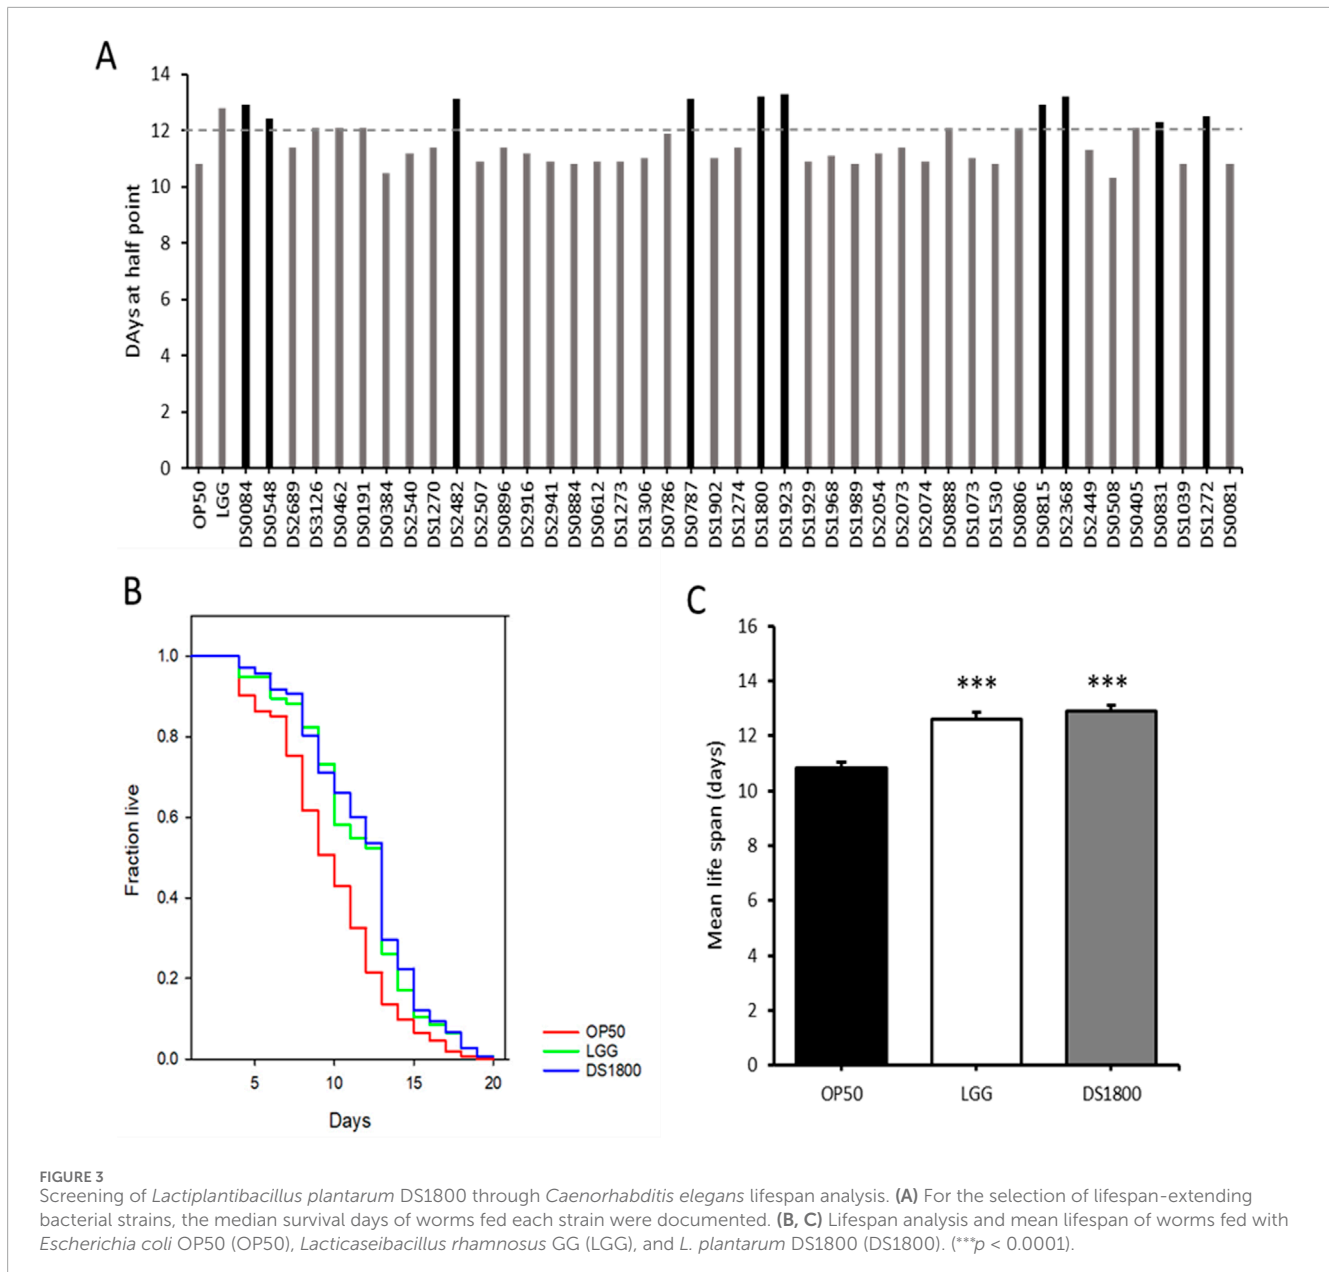 A
14
12
10
8
6
4
2
0
DAys at half point
OP50
LGG
DS0084
DS0548
DS2689
DS3126
DS0462
DS0191
DS0384
DS2540
DS1270
DS2482
DS2507
DS0896
DS2916
DS2941
DS0884
DS0612
DS1273
DS1306
DS0786
DS0787
DS1902
DS1274
DS1800
DS1923
DS1929
DS1968
DS1989
DS2054
DS2073
DS2074
DS0888
DS1073
DS1530
DS0806
DS0815
DS2368
DS2449
DS0508
DS0405
DS0831
DS1039
DS1272
DS0081
B
1.0
0.8
0.6
0.4
0.2
0.0
Fraction live
5
10
15
20
Days
OP50
LGG
DS1800
C
16
14
12
10
8
6
4
2
0
Mean life span (days)
***
***
OP50
LGG
DS1800
FIGURE 3
Screening of Lactiplantibacillus plantarum DS1800 through Caenorhabditis elegans lifespan analysis. (A) For the selection of lifespan-extending
bacterial strains, the median survival days of worms fed each strain were documented. (B, C) Lifespan analysis and mean lifespan of worms fed with
Escherichia coli OP50 (OP50), Lacticaseibacillus rhamnosus GG (LGG), and L. plantarum DS1800 (DS1800). (***p < 0.0001).